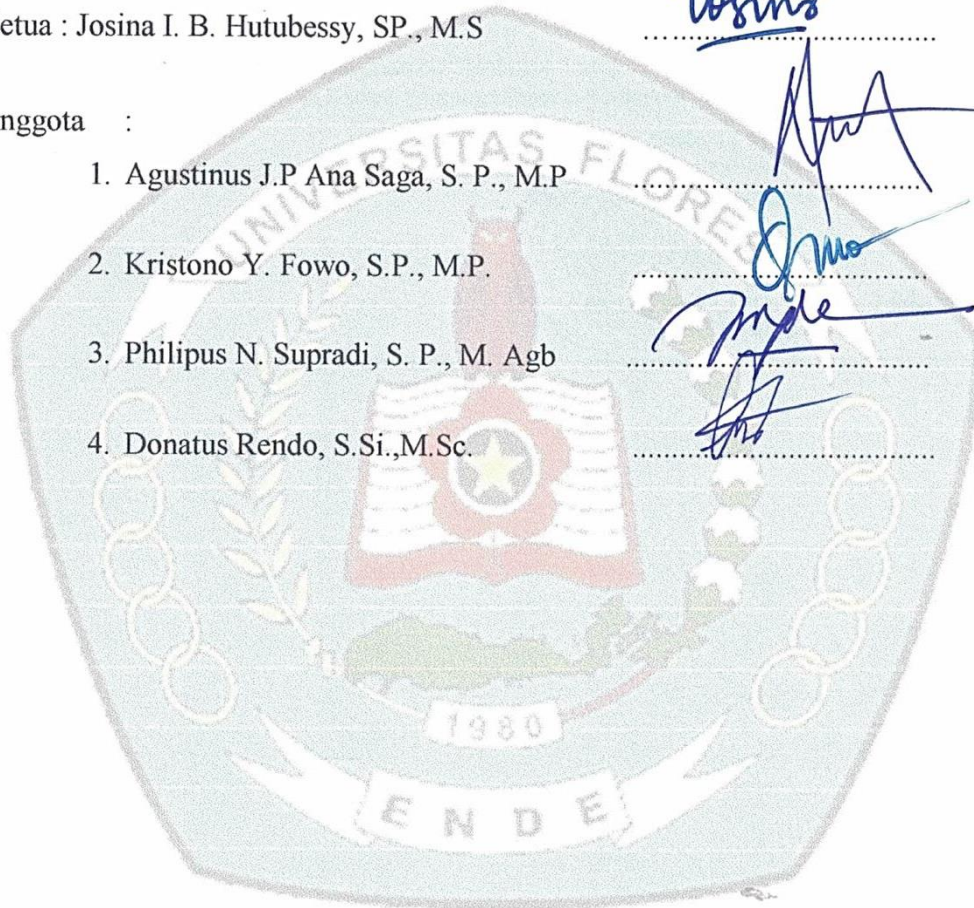 etua : Josina I. B. Hutubessy, SP., M.S ....................................
nggota :
1. Agustinus J.P Ana Saga, S. P., M.P ....................................
2. Kristono Y. Fowo, S.P., M.P. ....................................
3. Philipus N. Supradi, S. P., M. Agb ....................................
4. Donatus Rendo, S.Si.,M.Sc. ....................................
UNIVERSITAS FLORES
1980
ENDE